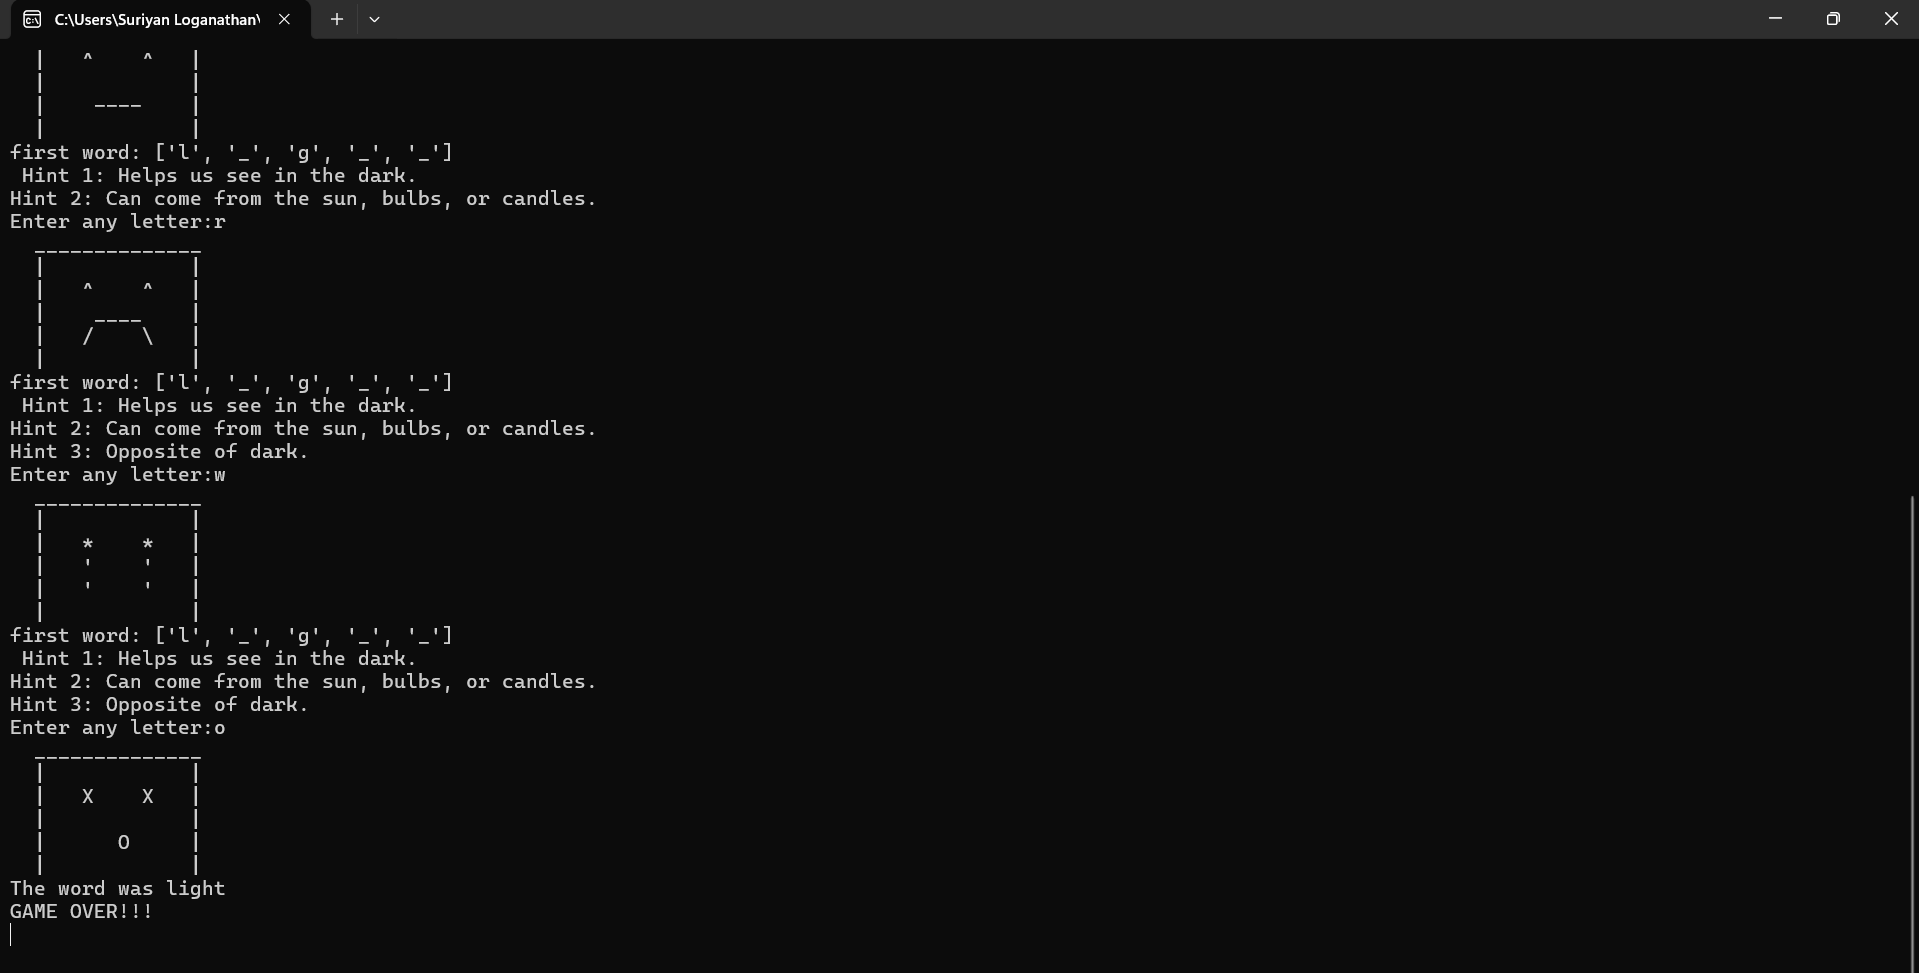 C:\Users\Suriyan Loganathan\
|   ^    ^   |
|            |
|    ----    |
|            |
first word: ['l', '_', 'g', '_', '_']
 Hint 1: Helps us see in the dark.
Hint 2: Can come from the sun, bulbs, or candles.
Enter any letter:r
  ______________
  |            |
  |   ^    ^   |
  |    ____    |
  |   /    \   |
  |            |
first word: ['l', '_', 'g', '_', '_']
 Hint 1: Helps us see in the dark.
Hint 2: Can come from the sun, bulbs, or candles.
Hint 3: Opposite of dark.
Enter any letter:w
  ______________
  |            |
  |   *    *   |
  |   '    '   |
  |   '    '   |
  |            |
first word: ['l', '_', 'g', '_', '_']
 Hint 1: Helps us see in the dark.
Hint 2: Can come from the sun, bulbs, or candles.
Hint 3: Opposite of dark.
Enter any letter:o
  ______________
  |            |
  |   X    X   |
  |            |
  |      O     |
  |            |
The word was light
GAME OVER!!!